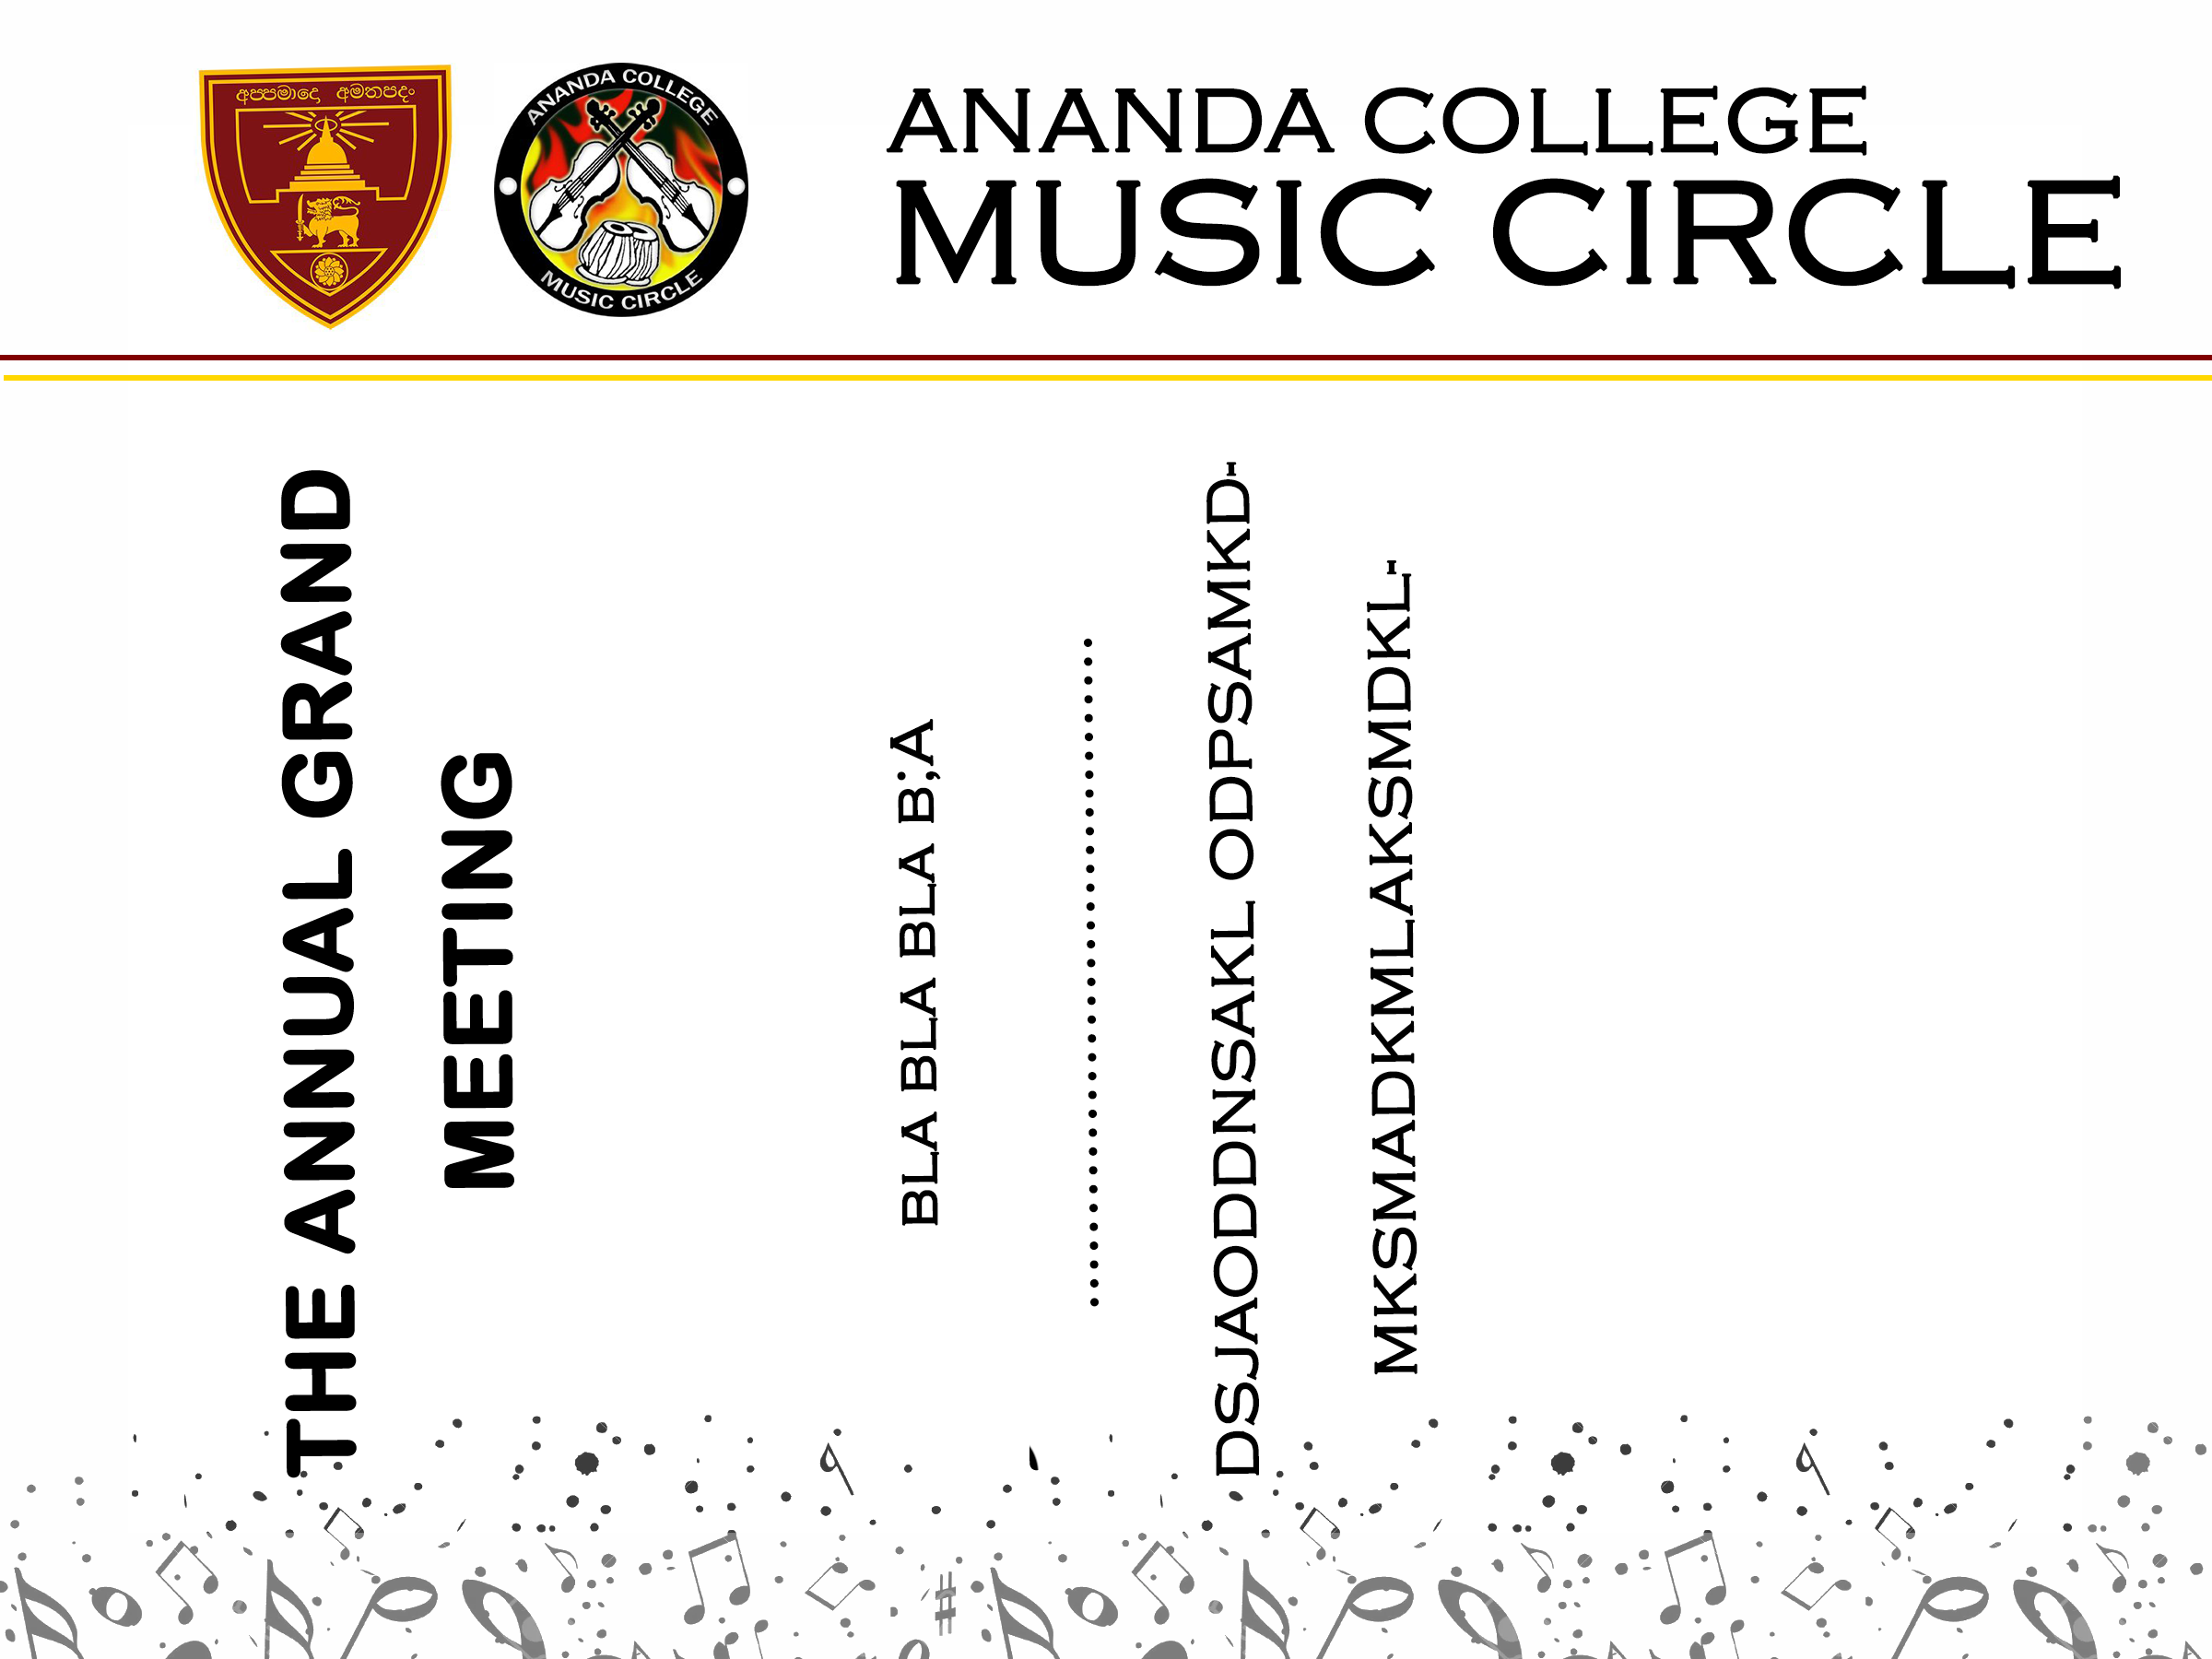 අප්පමාදො අමතපදං
ANANDA COLLEGE
MUSIC CIRCLE
ANANDA COLLEGE
MUSIC CIRCLE
THE ANNUAL GRAND
MEETING
BLA BLA BLA B;A
....................................
DSJAODDNSAKL ODPSAMKD-
MKSMADKMLAKSMDKL-